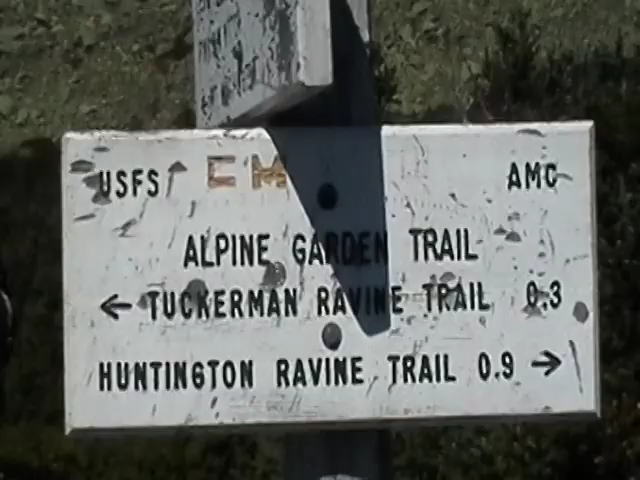 USFS AMC
ALPINE GARDEN TRAIL
← TUCKERMAN RAVINE TRAIL 0.3
HUNTINGTON RAVINE TRAIL 0.9 →